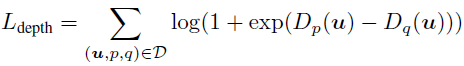 L_depth = ∑_{(u,p,q)∈𝒟} log(1 + exp(D_p(u) − D_q(u)))